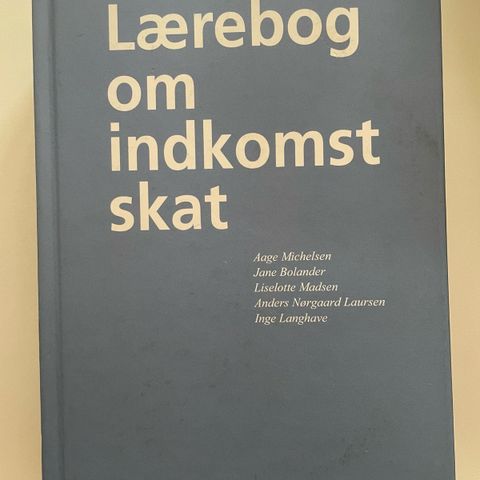 Lærebog
om
indkomst
skat
Aage Michelsen
Jane Bolander
Liselotte Madsen
Anders Nørgaard Laursen
Inge Langhave